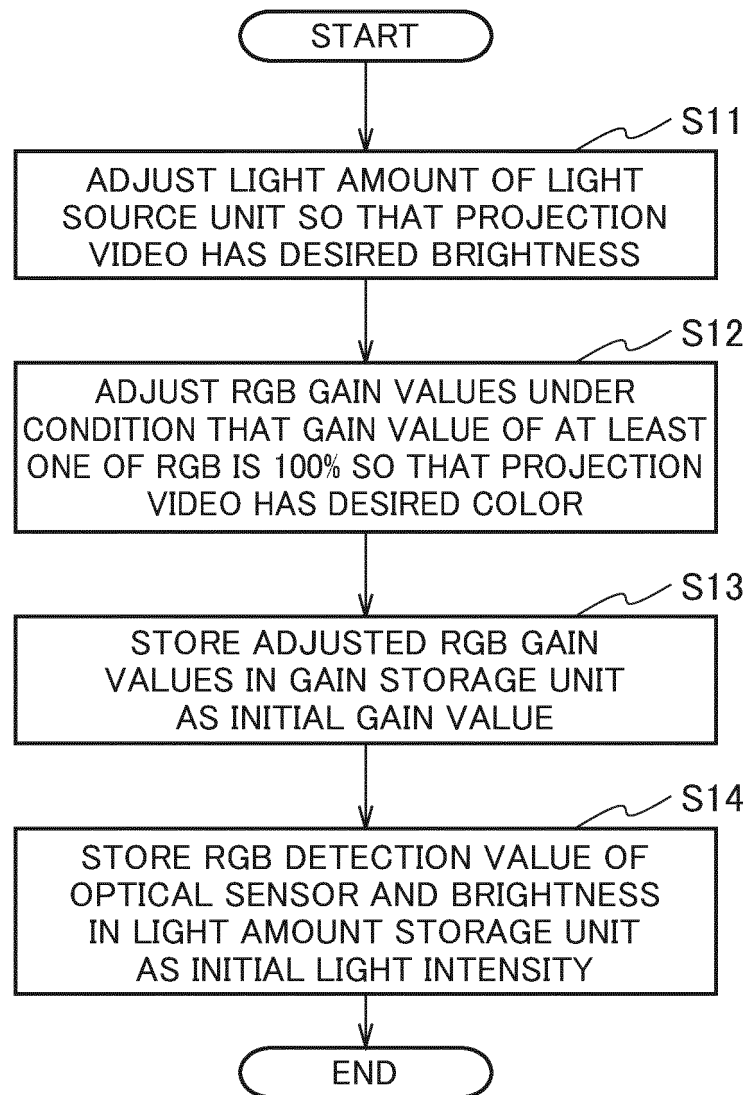 START
S11
ADJUST LIGHT AMOUNT OF LIGHT
SOURCE UNIT SO THAT PROJECTION
VIDEO HAS DESIRED BRIGHTNESS
S12
ADJUST RGB GAIN VALUES UNDER
CONDITION THAT GAIN VALUE OF AT LEAST
ONE OF RGB IS 100% SO THAT PROJECTION
VIDEO HAS DESIRED COLOR
S13
STORE ADJUSTED RGB GAIN
VALUES IN GAIN STORAGE UNIT
AS INITIAL GAIN VALUE
S14
STORE RGB DETECTION VALUE OF
OPTICAL SENSOR AND BRIGHTNESS
IN LIGHT AMOUNT STORAGE UNIT
AS INITIAL LIGHT INTENSITY
END